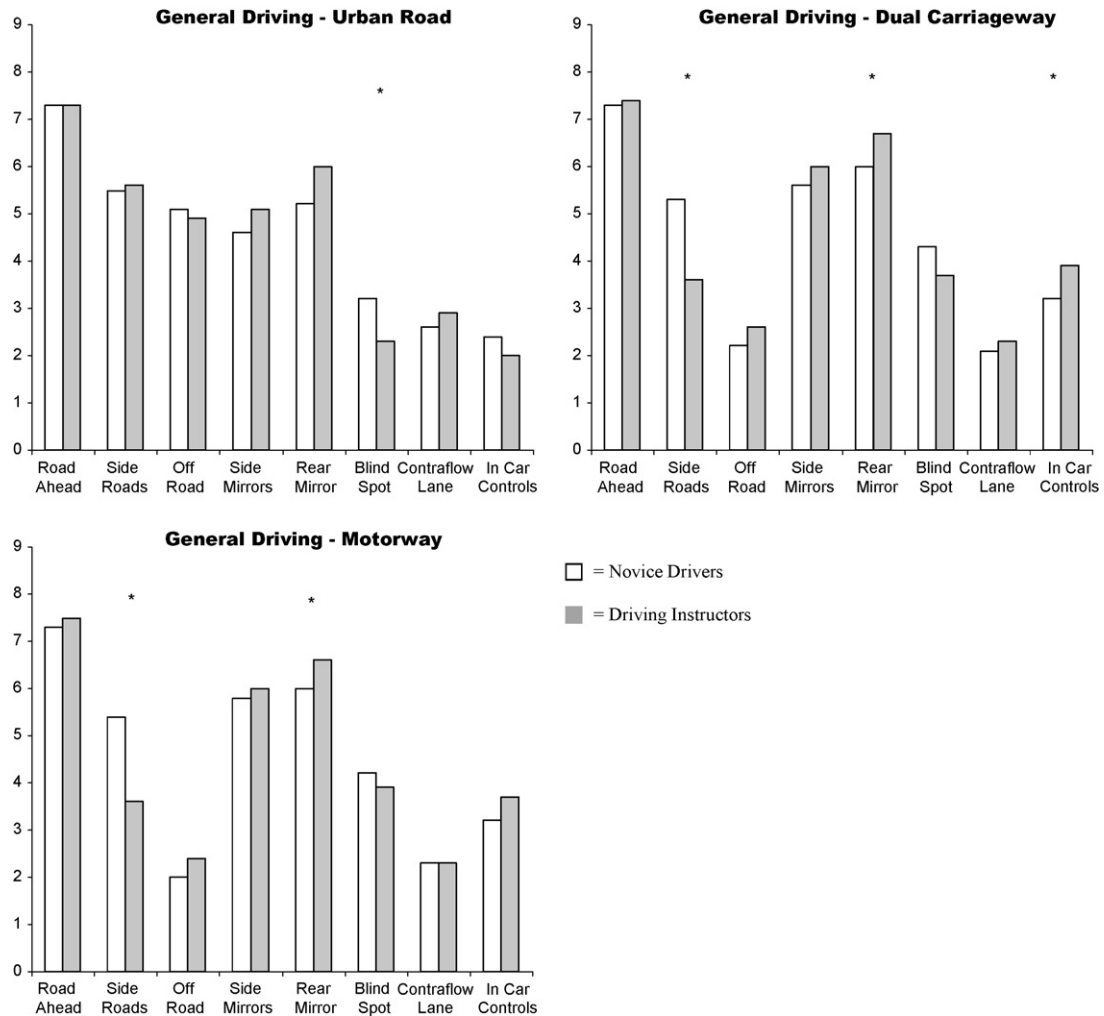 General Driving - Urban Road
9
8
7
6
5
4
3
2
1
0
*
Road Ahead
Side Roads
Off Road
Side Mirrors
Rear Mirror
Blind Spot
Contraflow Lane
In Car Controls
General Driving - Dual Carriageway
9
8
7
6
5
4
3
2
1
0
* * *
Road Ahead
Side Roads
Off Road
Side Mirrors
Rear Mirror
Blind Spot
Contraflow Lane
In Car Controls
General Driving - Motorway
9
8
7
6
5
4
3
2
1
0
* *
Road Ahead
Side Roads
Off Road
Side Mirrors
Rear Mirror
Blind Spot
Contraflow Lane
In Car Controls
= Novice Drivers
= Driving Instructors